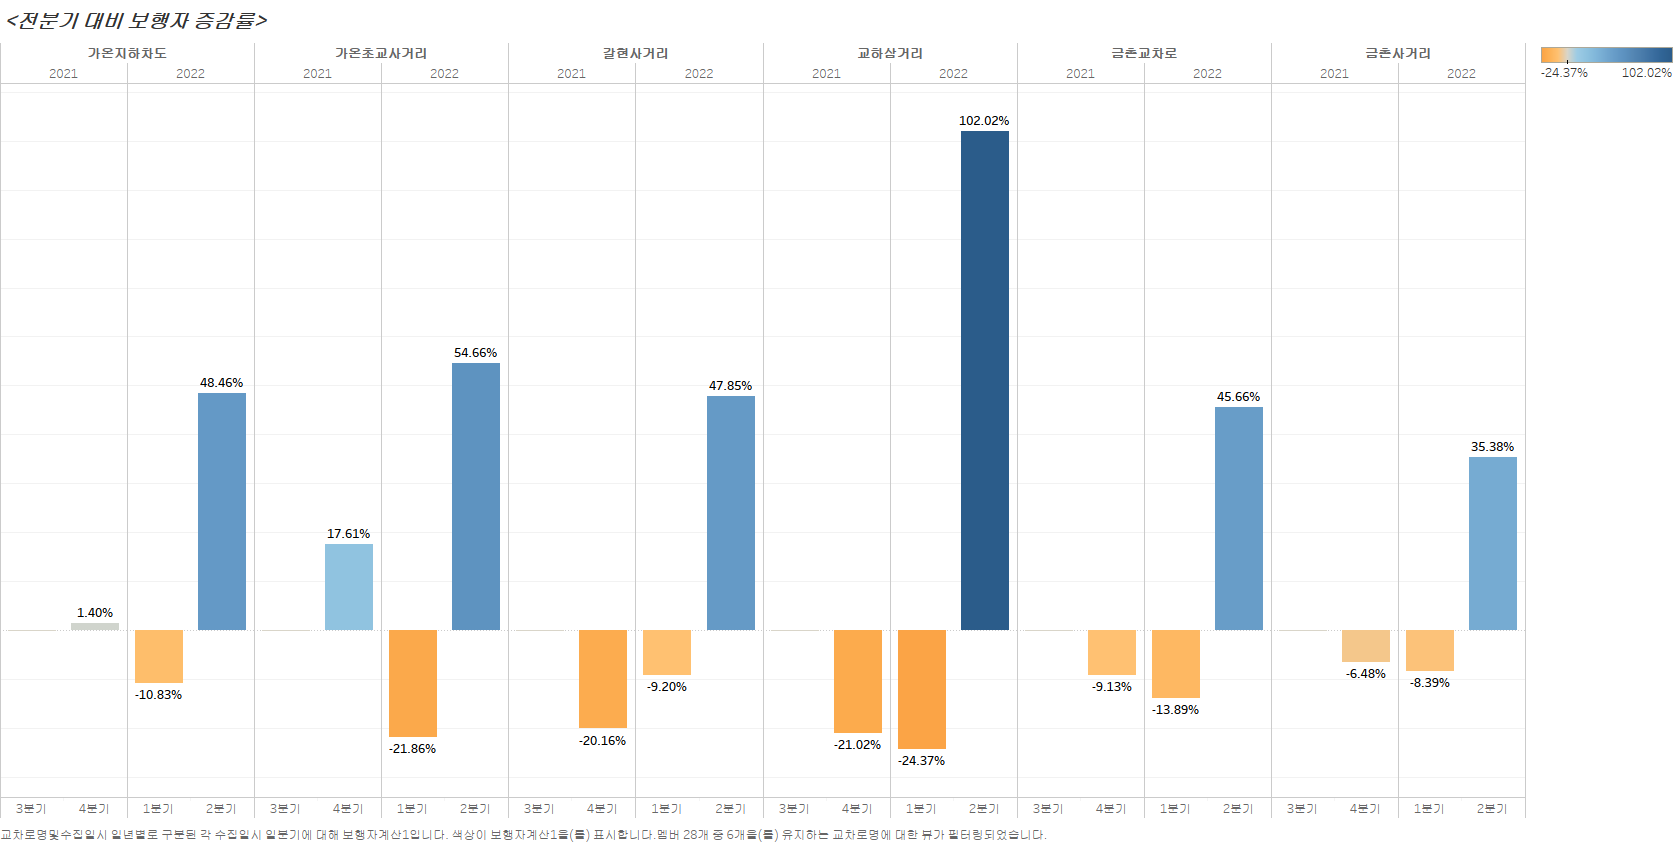 <전분기 대비 보행자 증감률>
가온지하차도 가온초교사거리 갈현사거리 교하삼거리 금촌교차로 금촌사거리
2021 2022 2021 2022 2021 2022 2021 2022 2021 2022 2021 2022
-24.37% 102.02%
102.02%
54.66%
48.46% 47.85%
45.66%
35.38%
17.61%
1.40%
-10.83% -9.20% -9.13% -6.48% -8.39%
-13.89%
-21.86% -20.16% -21.02%
-24.37%
3분기 4분기 1분기 2분기 3분기 4분기 1분기 2분기 3분기 4분기 1분기 2분기 3분기 4분기 1분기 2분기 3분기 4분기 1분기 2분기 3분기 4분기 1분기 2분기
교차로명및수집일시 일년별로 구분된 각 수집일시 일분기에 대해 보행자계산1입니다. 색상이 보행자계산1을(를) 표시합니다.멤버 28개 중 6개을(를) 유지하는 교차로명에 대한 뷰가 필터링되었습니다.